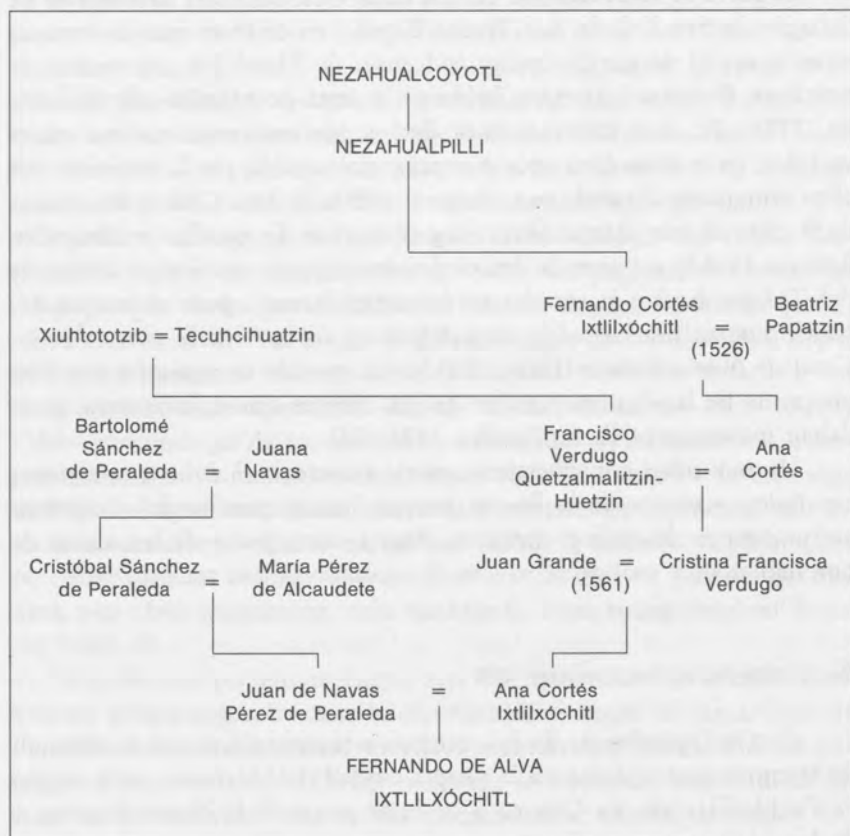 NEZAHUALCOYOTL
NEZAHUALPILLI
Fernando Cortés
Ixtlilxóchitl
(1526)
=
Beatriz
Papatzin
Xiuhtototzib = Tecuhcihuatzin
Bartolomé
Sánchez
de Peraleda
=
Juana
Navas
Francisco
Verdugo
Quetzalmalitzin-
Huetzin
=
Ana
Cortés
Cristóbal Sánchez
de Peraleda
=
María Pérez
de Alcaudete
Juan Grande
=
(1561)
Cristina Francisca
Verdugo
Juan de Navas
Pérez de Peraleda
=
Ana Cortés
Ixtlilxóchitl
FERNANDO DE ALVA
IXTLILXÓCHITL